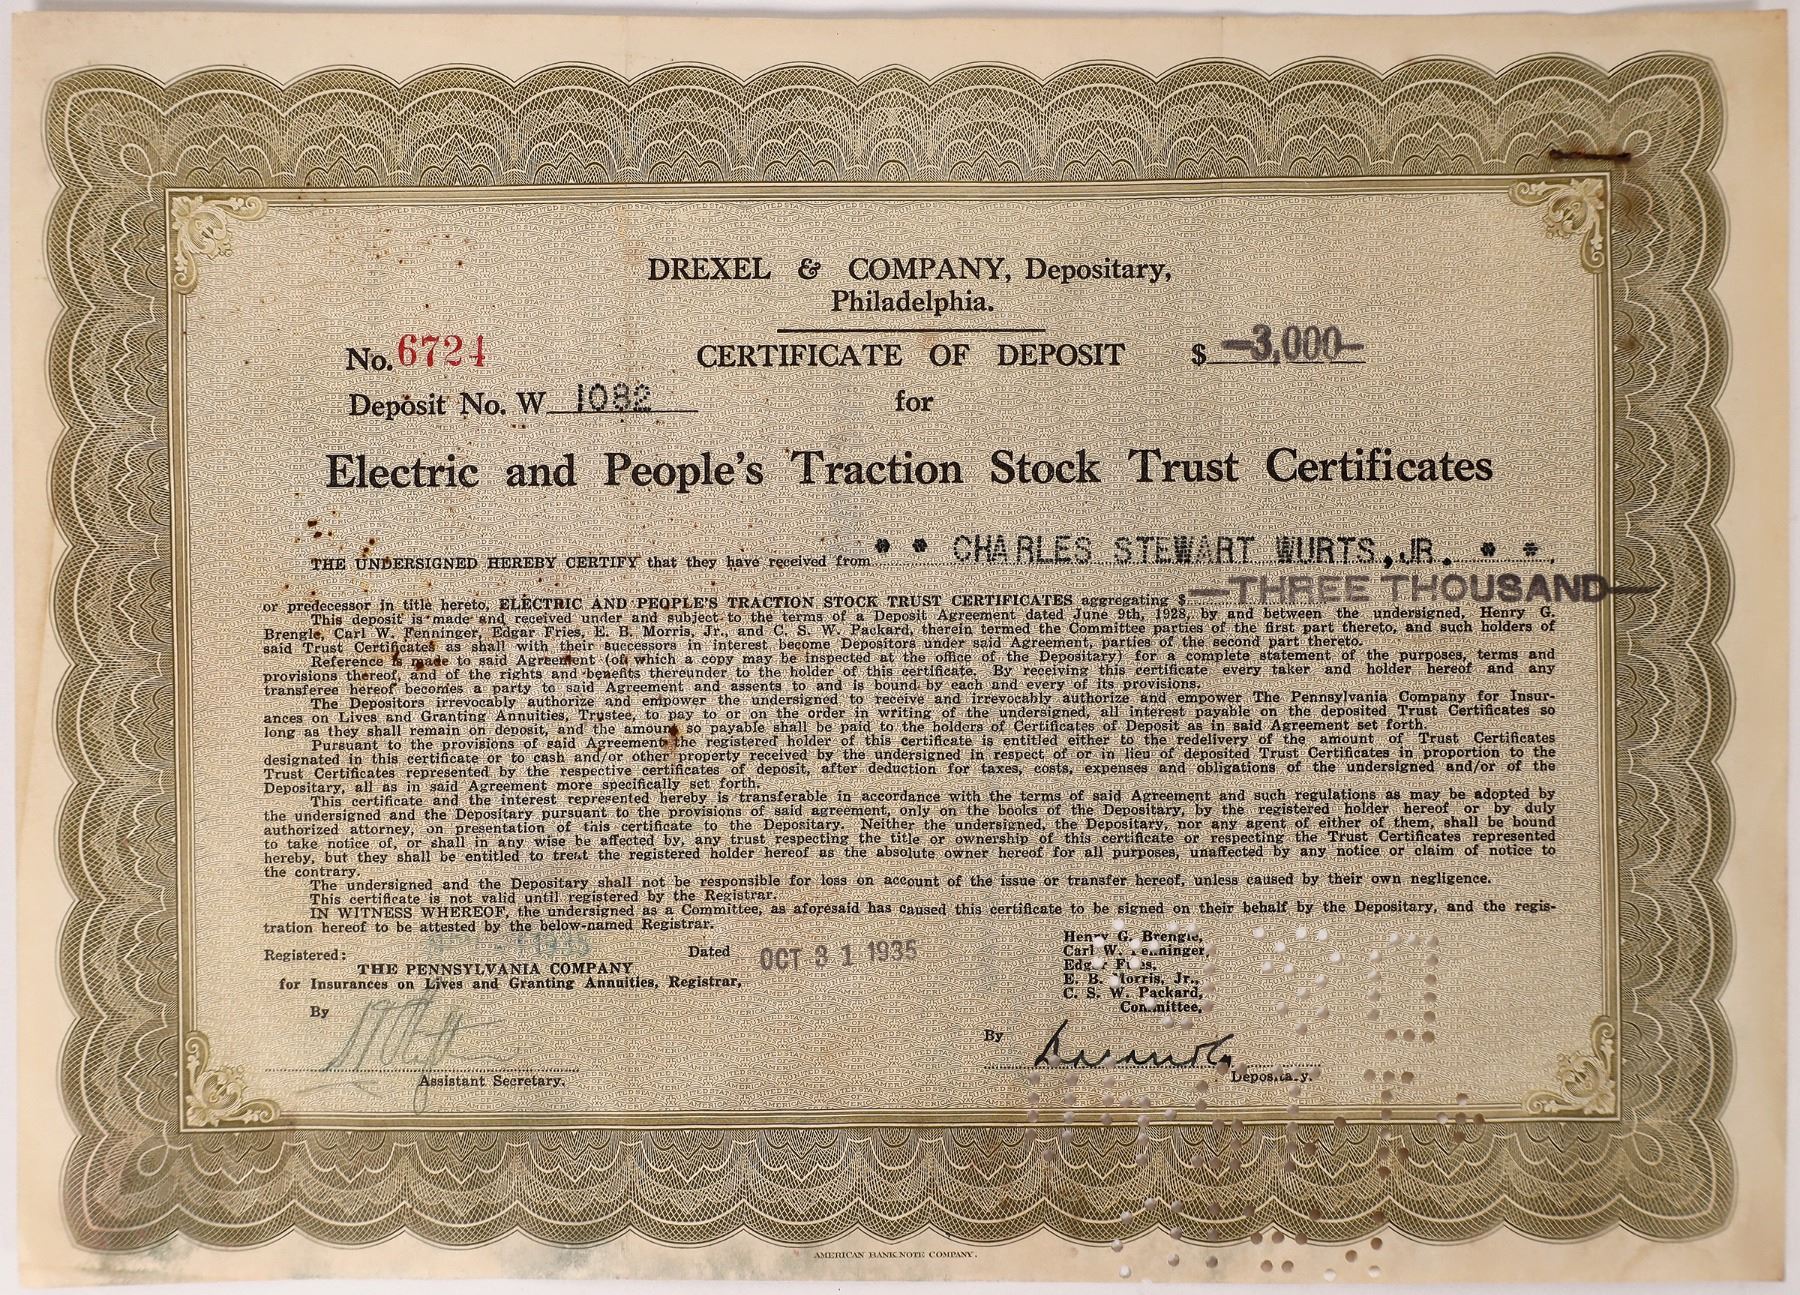 DREXEL & COMPANY, Depositary,
Philadelphia.
No. 6724 CERTIFICATE OF DEPOSIT $ —3,000—
Deposit No. W 1082 for
Electric and People's Traction Stock Trust Certificates
THE UNDERSIGNED HEREBY CERTIFY that they have received from * * CHARLES STEWART WURTS, JR. * *
—THREE THOUSAND—
or predecessor in title hereto, ELECTRIC AND PEOPLE'S TRACTION STOCK TRUST CERTIFICATES aggregating $
This deposit is made and received under and subject to the terms of a Deposit Agreement dated June 9th, 1928, by and between the undersigned, Henry G.
Brengle, Carl W. Fenninger, Edgar Fries, E. B. Morris, Jr., and C. S. W. Packard, therein termed the Committee parties of the first part thereto, and such holders of
said Trust Certificates as shall with their successors in interest become Depositors under said Agreement, parties of the second part thereto.
Reference is made to said Agreement (of which a copy may be inspected at the office of the Depositary) for a complete statement of the purposes, terms and
provisions thereof, and of the rights and benefits thereunder to the holder of this certificate. By receiving this certificate every taker and holder hereof and any
transferee hereof becomes a party to said Agreement and assents to and is bound by each and every of its provisions.
The Depositors irrevocably authorize and empower the undersigned to receive and irrevocably authorize and empower The Pennsylvania Company for Insur-
ances on Lives and Granting Annuities, Trustee, to pay to or on the order in writing of the undersigned, all interest payable on the deposited Trust Certificates so
long as they shall remain on deposit, and the amount so payable shall be paid to the holders of Certificates of Deposit as in said Agreement set forth.
Pursuant to the provisions of said Agreement the registered holder of this certificate is entitled either to the redelivery of the amount of Trust Certificates
designated in this certificate or to cash and/or other property received by the undersigned in respect of or in lieu of deposited Trust Certificates in proportion to the
Trust Certificates represented by the respective certificates of deposit, after deduction for taxes, costs, expenses and obligations of the undersigned and/or of the
Depositary, all as in said Agreement more specifically set forth.
This certificate and the interest represented hereby is transferable in accordance with the terms of said Agreement and such regulations as may be adopted by
the undersigned and the Depositary pursuant to the provisions of said agreement, only on the books of the Depositary, by the registered holder hereof or by duly
authorized attorney, on presentation of this certificate to the Depositary. Neither the undersigned, the Depositary, nor any agent of either of them, shall be bound
to take notice of, or shall in any wise be affected by, any trust respecting the title or ownership of this certificate or respecting the Trust Certificates represented
hereby, but they shall be entitled to treat the registered holder hereof as the absolute owner hereof for all purposes, unaffected by any notice or claim of notice to
the contrary.
The undersigned and the Depositary shall not be responsible for loss on account of the issue or transfer hereof, unless caused by their own negligence.
This certificate is not valid until registered by the Registrar.
IN WITNESS WHEREOF, the undersigned as a Committee, as aforesaid has caused this certificate to be signed on their behalf by the Depositary, and the regis-
tration hereof to be attested by the below-named Registrar.
Registered: Dated OCT 31 1935
THE PENNSYLVANIA COMPANY
for Insurances on Lives and Granting Annuities, Registrar,
By
Assistant Secretary.
Henry G. Brengle,
Carl W. Fenninger,
Edgar Fries,
E. B. Morris, Jr.,
C. S. W. Packard,
Committee,
By
Depositary.
AMERICAN BANK NOTE COMPANY.